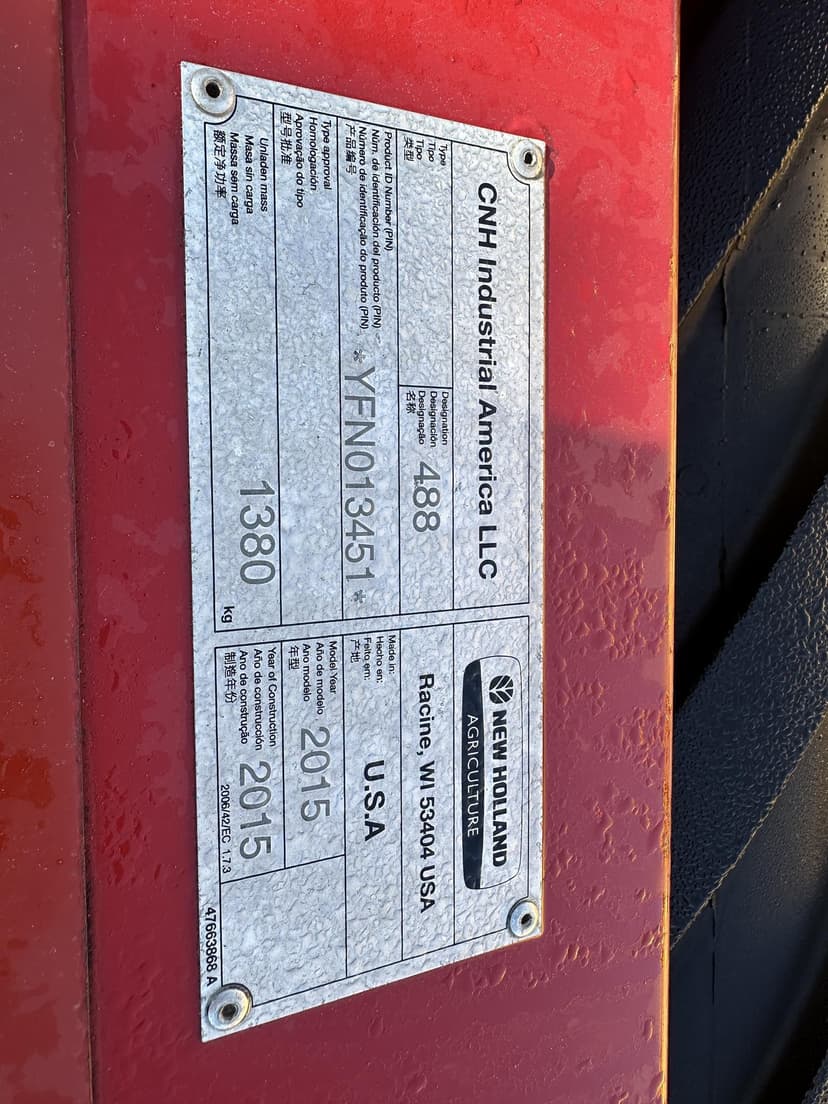 CNH Industrial America LLC
NEW HOLLAND
AGRICULTURE
Type
Tipo
Tipo
类型
Designation
Designación
Designação
名称
488
Racine, WI 53404 USA
Product ID Number (PIN)
Núm. de identificación del producto (PIN)
Número de identificação do produto (PIN)
产品编号
*YFN013451*
Made in:
Hecho en:
Feito em:
产地
U.S.A
Type approval
Homologación
Aprovação do tipo
型号批准
Model Year
Año de modelo
Ano modelo
年型
2015
Unladen mass
Masa sin carga
Massa sem carga
额定净功率
1380
kg
Year of Construction
Año de construcción
Ano de construção
制造年份
2015
2006/42/EC 1.7.3
47663868 A